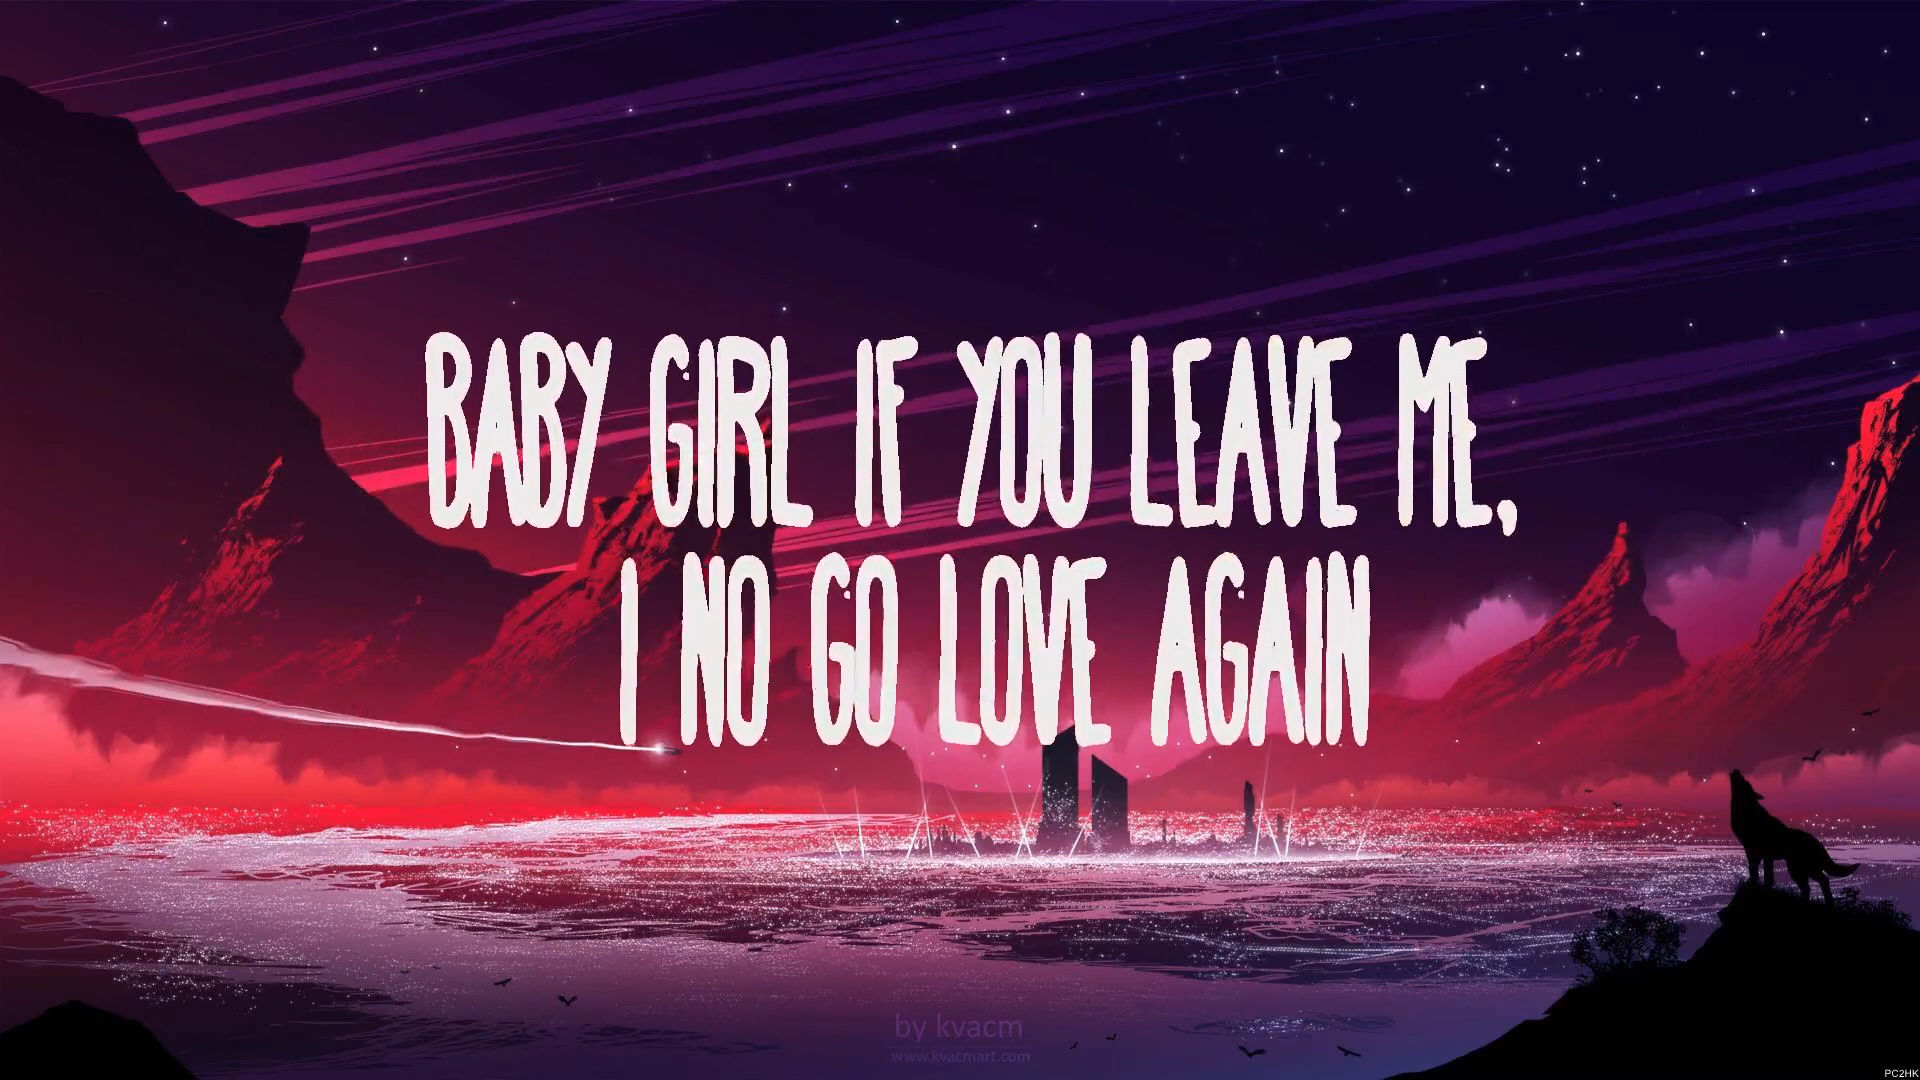 BABY GIRL IF YOU LEAVE ME,
I NO GO LOVE AGAIN
by kvacm
www.kvacmart.com
PC2HK